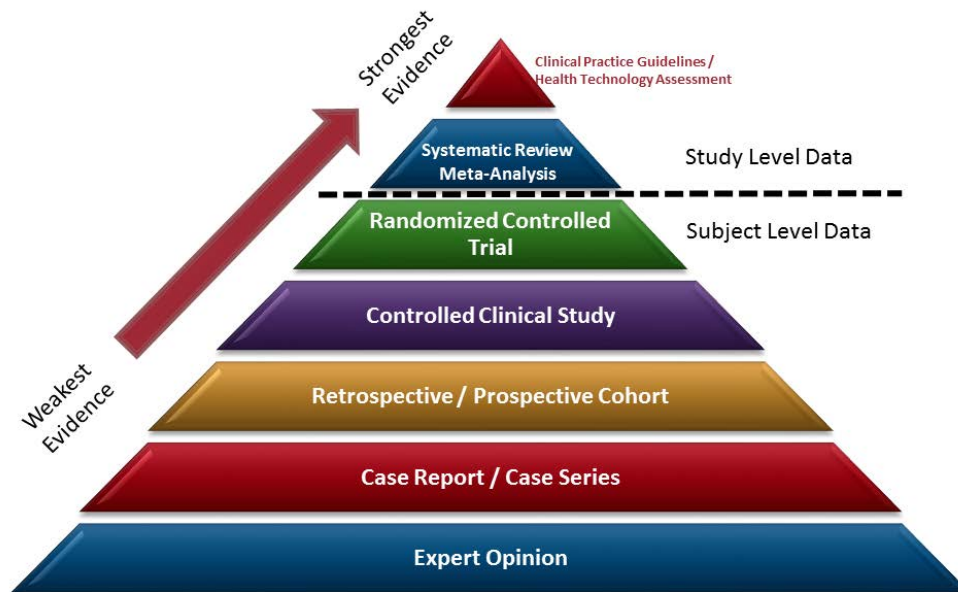 Strongest
Evidence
Clinical Practice Guidelines /
Health Technology Assessment
Systematic Review
Meta-Analysis
Study Level Data
Randomized Controlled
Trial
Subject Level Data
Controlled Clinical Study
Weakest
Evidence
Retrospective / Prospective Cohort
Case Report / Case Series
Expert Opinion